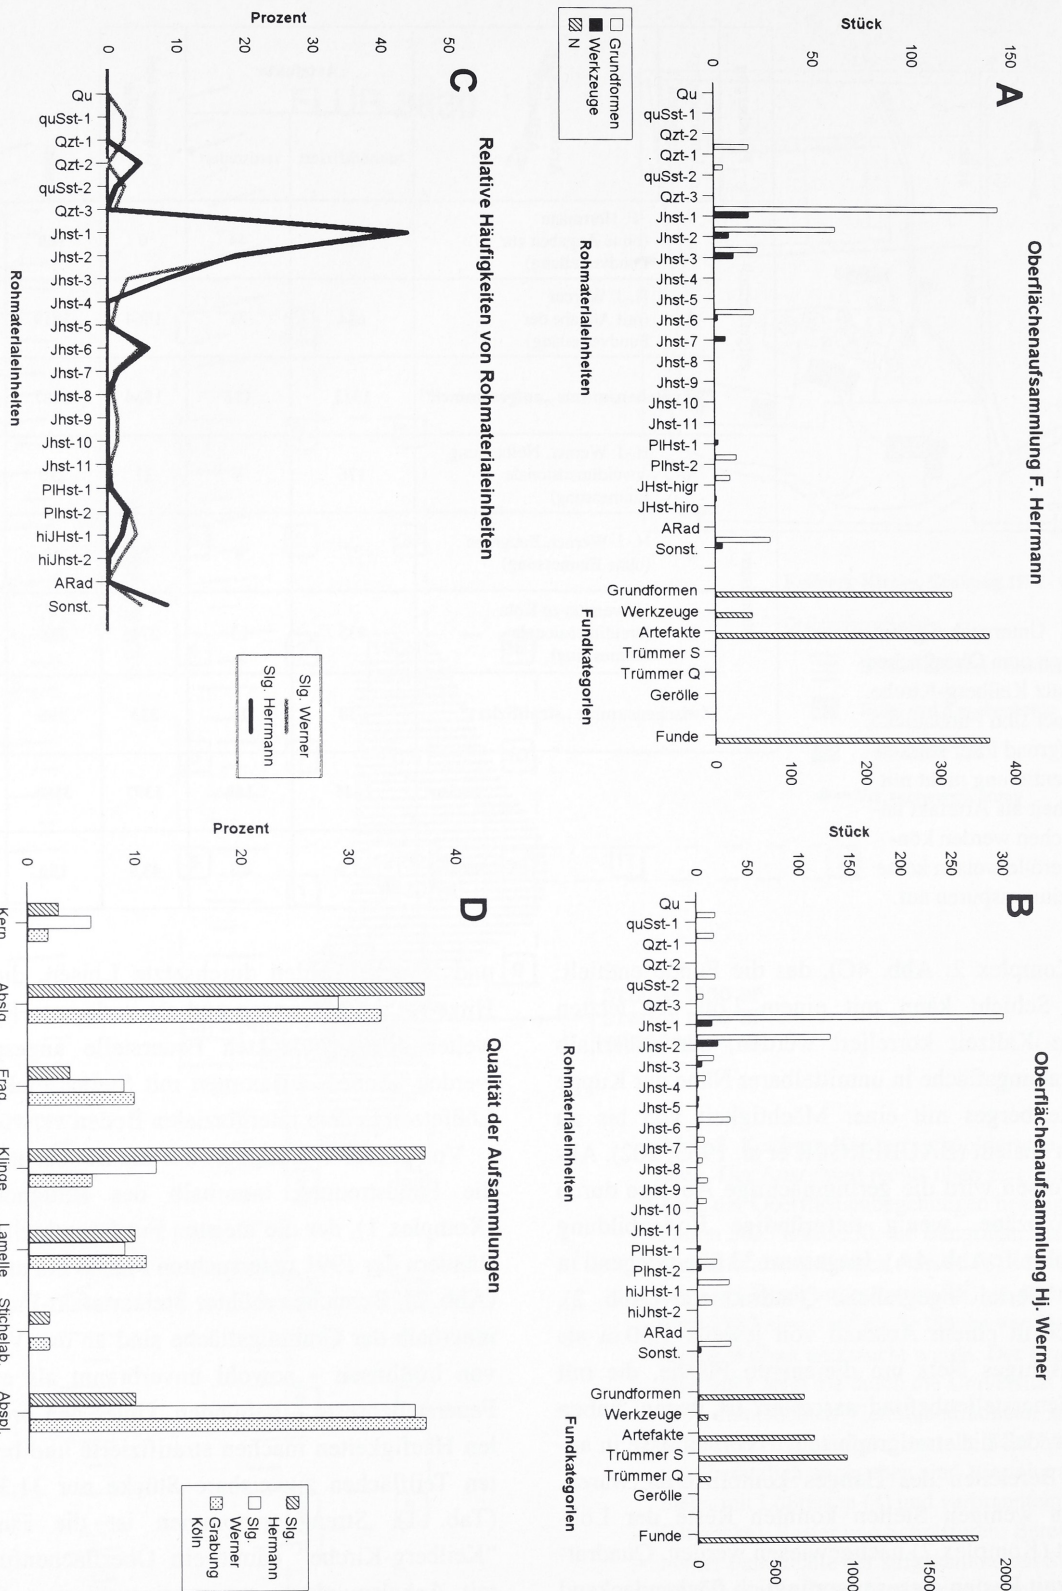 A
Oberflächenaufsammlung F. Herrmann
Stück
150
100
50
0
Qu
quSst-1
Qzt-2
Qzt-1
quSst-2
Qzt-3
Jhst-1
Jhst-2
Jhst-3
Jhst-4
Jhst-5
Jhst-6
Jhst-7
Jhst-8
Jhst-9
Jhst-10
Jhst-11
PlHst-1
Plhst-2
JHst-higr
JHst-hiro
ARad
Sonst.
Grundformen
Werkzeuge
Artefakte
Trümmer S
Trümmer Q
Gerölle
Funde
400
300
200
100
0
Rohmaterialeinheiten
Fundkategorien
Grundformen
Werkzeuge
N
B
Oberflächenaufsammlung Hj. Werner
Stück
300
250
200
150
100
50
0
Qu
quSst-1
Qzt-1
Qzt-2
quSst-2
Qzt-3
Jhst-1
Jhst-2
Jhst-3
Jhst-4
Jhst-5
Jhst-6
Jhst-7
Jhst-8
Jhst-9
Jhst-10
Jhst-11
PlHst-1
Plhst-2
hiJHst-1
hiJhst-2
ARad
Sonst.
Grundformen
Werkzeuge
Artefakte
Trümmer S
Trümmer Q
Gerölle
Funde
2000
1500
1000
500
0
Rohmaterialeinheiten
Fundkategorien
C
Relative Häufigkeiten von Rohmaterialeinheiten
Prozent
50
40
30
20
10
0
Qu
quSst-1
Qzt-1
Qzt-2
quSst-2
Qzt-3
Jhst-1
Jhst-2
Jhst-3
Jhst-4
Jhst-5
Jhst-6
Jhst-7
Jhst-8
Jhst-9
Jhst-10
Jhst-11
PlHst-1
Plhst-2
hiJHst-1
hiJhst-2
ARad
Sonst.
Rohmaterialeinheiten
Slg. Werner
Slg. Herrmann
D
Qualität der Aufsammlungen
Prozent
40
30
20
10
0
Kern
Abslg
Frag
Klinge
Lamelle
Stichelab.
Abspl.
Slg.
Hermann
Slg.
Werner
Grabung
Köln